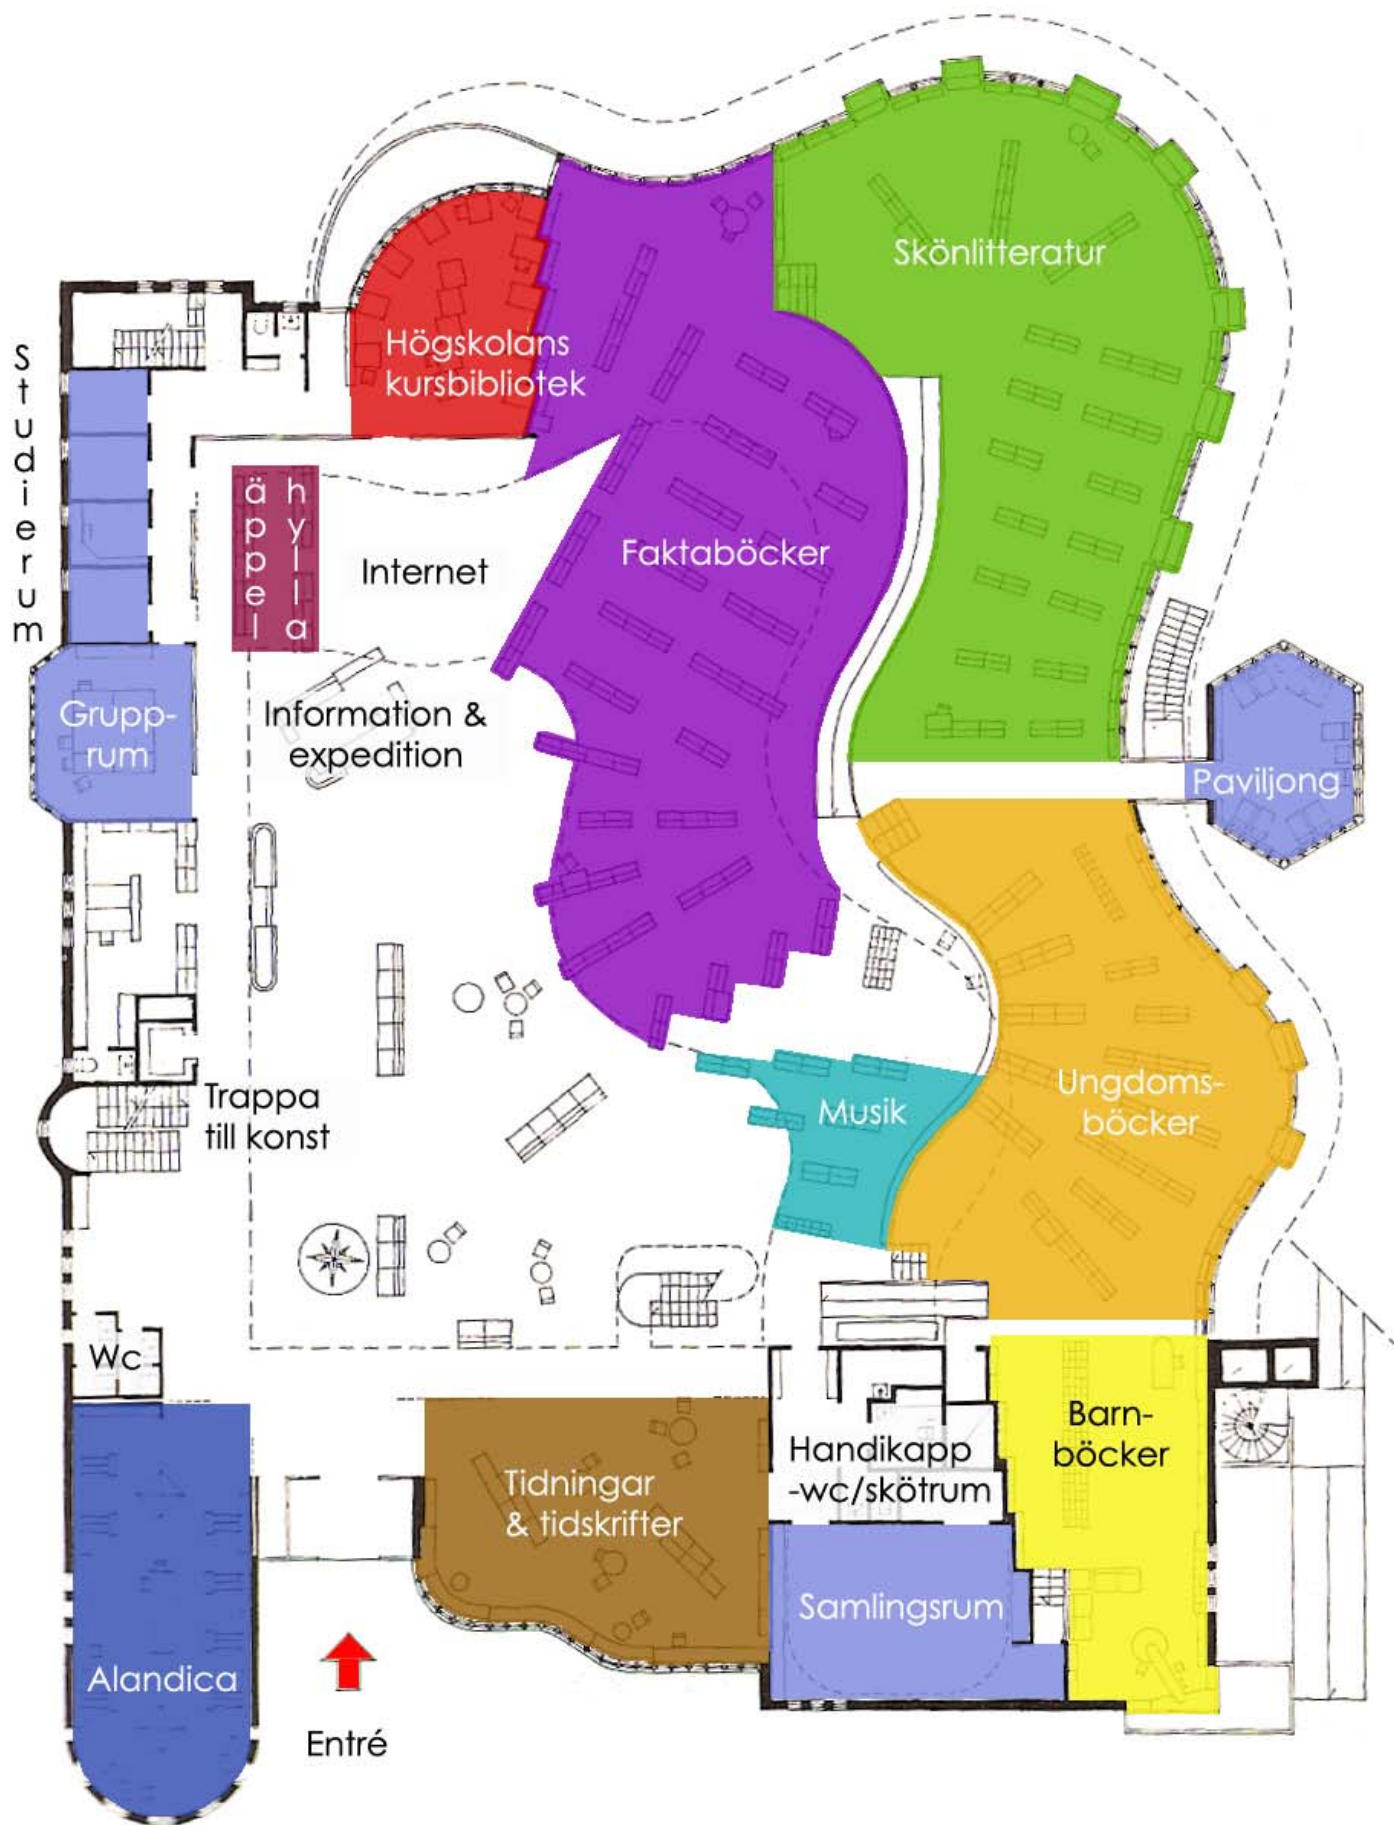 Skönlitteratur
Högskolans
kursbibliotek
Studierum
äppel
hylla
Internet
Faktaböcker
Grupp-
rum
Information &
expedition
Paviljong
Trappa
till konst
Musik
Ungdoms-
böcker
Wc
Barn-
böcker
Handikapp
-wc/skötrum
Tidningar
& tidskrifter
Samlingsrum
Alandica
Entré